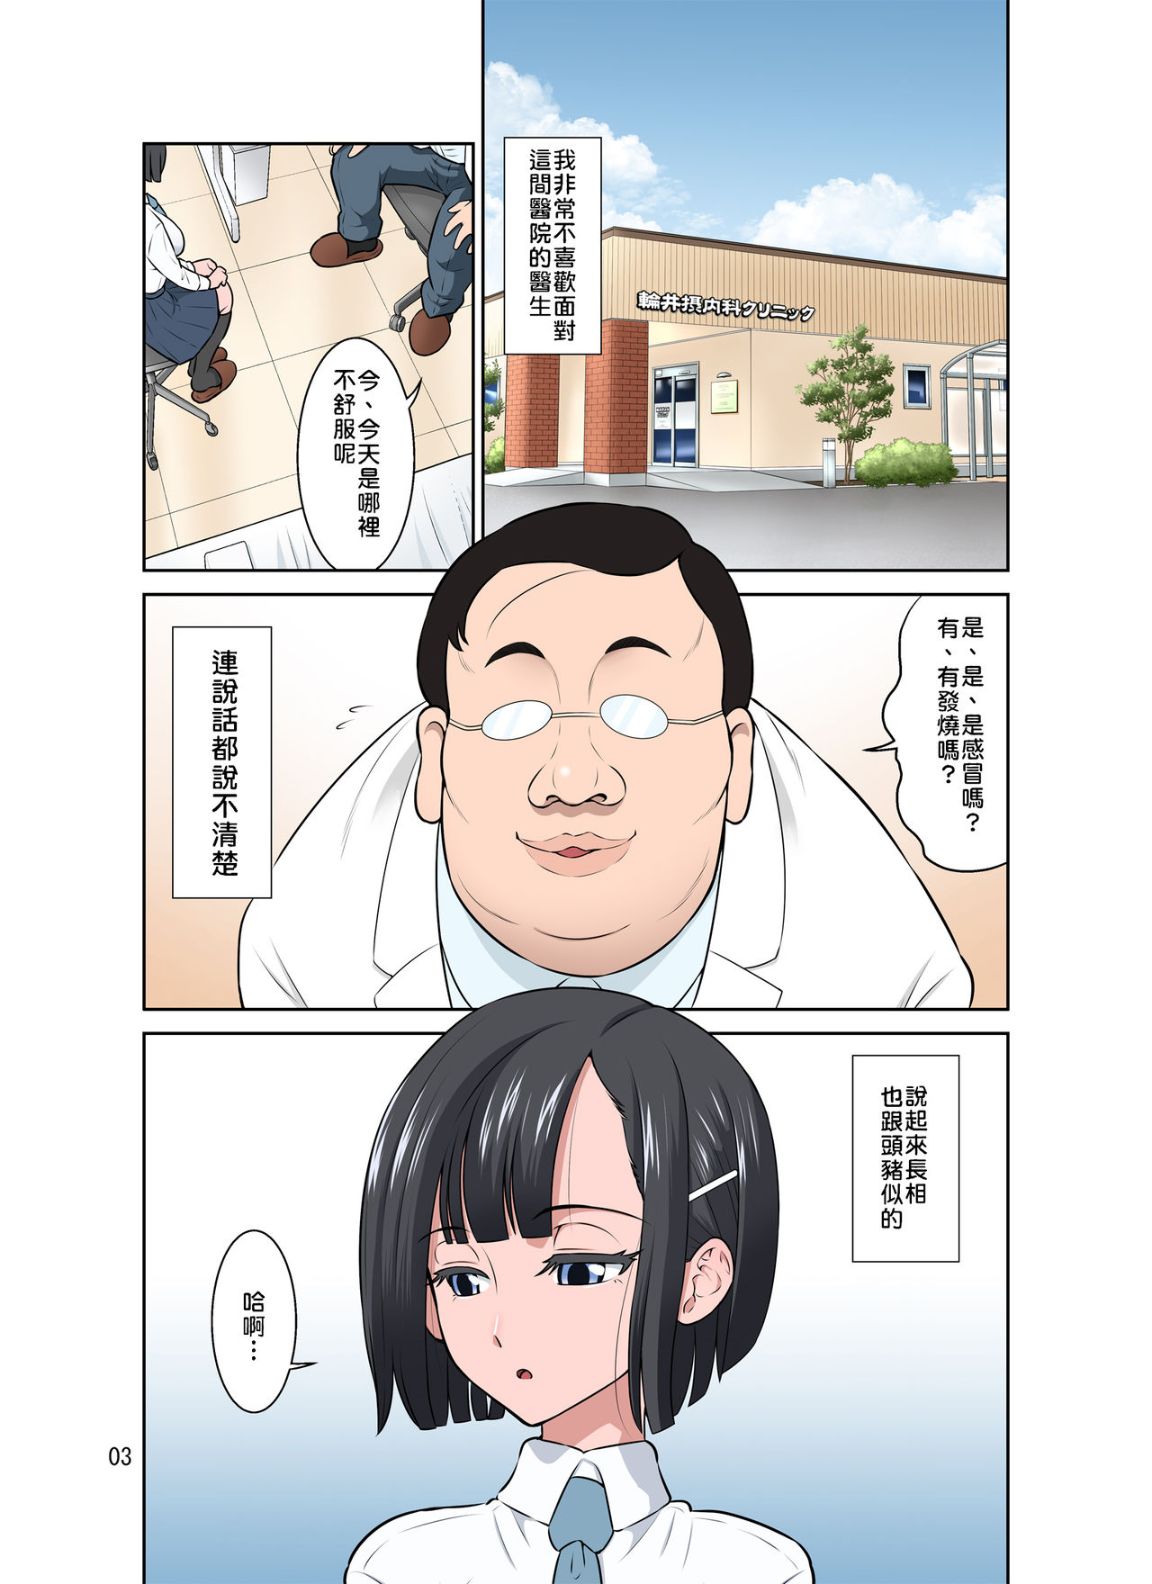 我非常不喜歡面對
這間醫院的醫生
輪井摂内科クリニック
今、今天是哪裡
不舒服呢
是、是、是感冒嗎？
有、有發燒嗎？
連說話都說不清楚
說起來長相
也跟頭豬似的
哈啊…
03